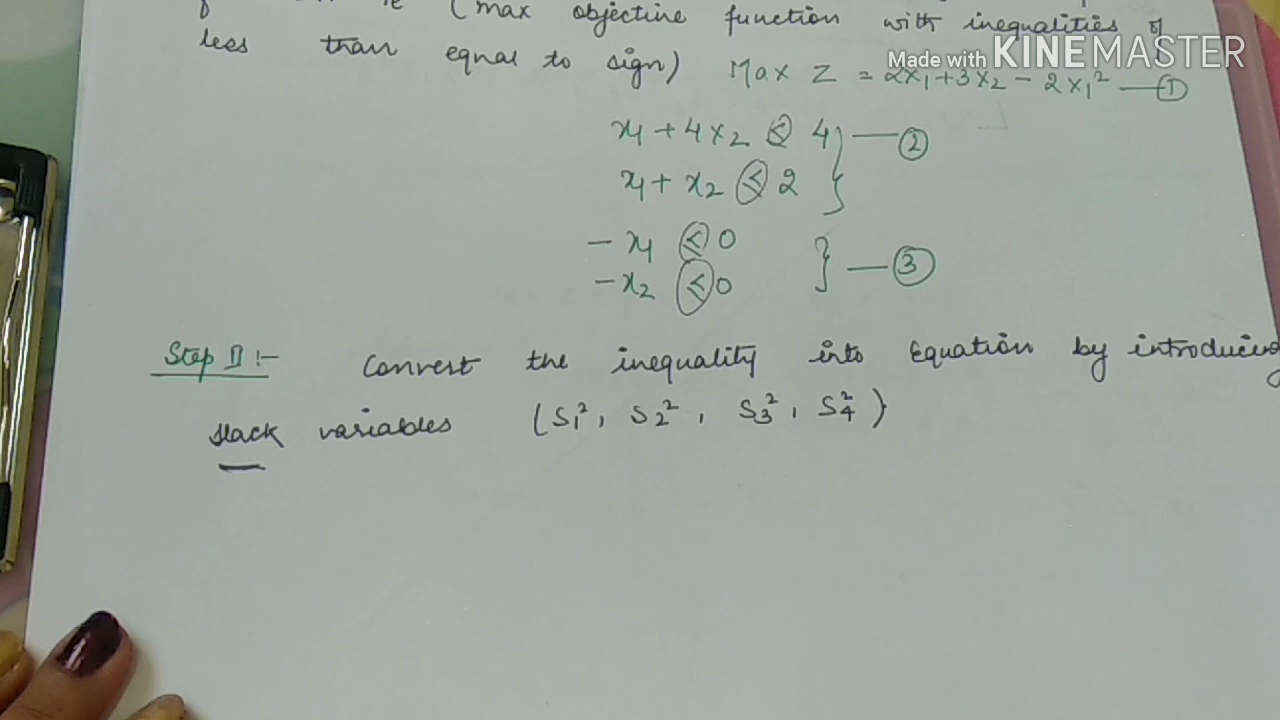 (max objective function with inequalities of
less than equal to sign) Max Z = 2x₁ + 3x₂ - 2x₁² — ①
Made with KINEMASTER
x₁ + 4x₂ ≤ 4 } — ②
x₁ + x₂ ≤ 2
- x₁ ≤ 0 } — ③
- x₂ ≤ 0
Step II :- Convert the inequality into Equation by introducing
slack variables (S₁², S₂², S₃², S₄²)